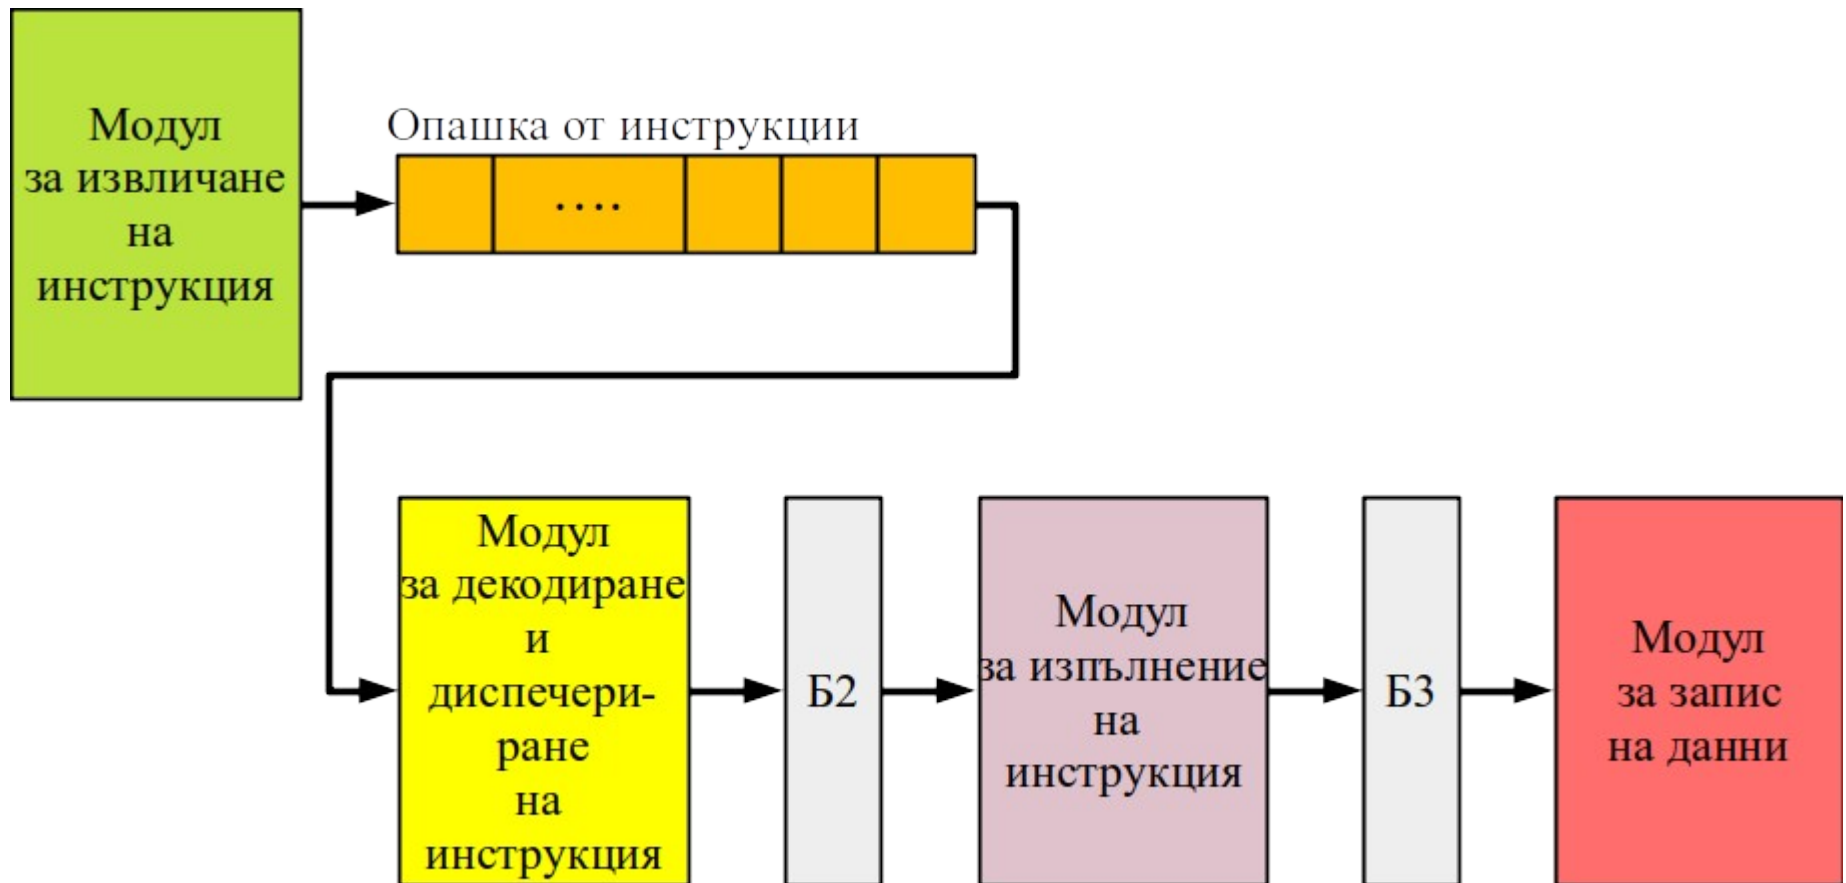 Модул
за извличане
на
инструкция
Опашка от инструкции
....
Модул
за декодиране
и
диспечери-
ране
на
инструкция
Б2
Модул
за изпълнение
на
инструкция
Б3
Модул
за запис
на данни